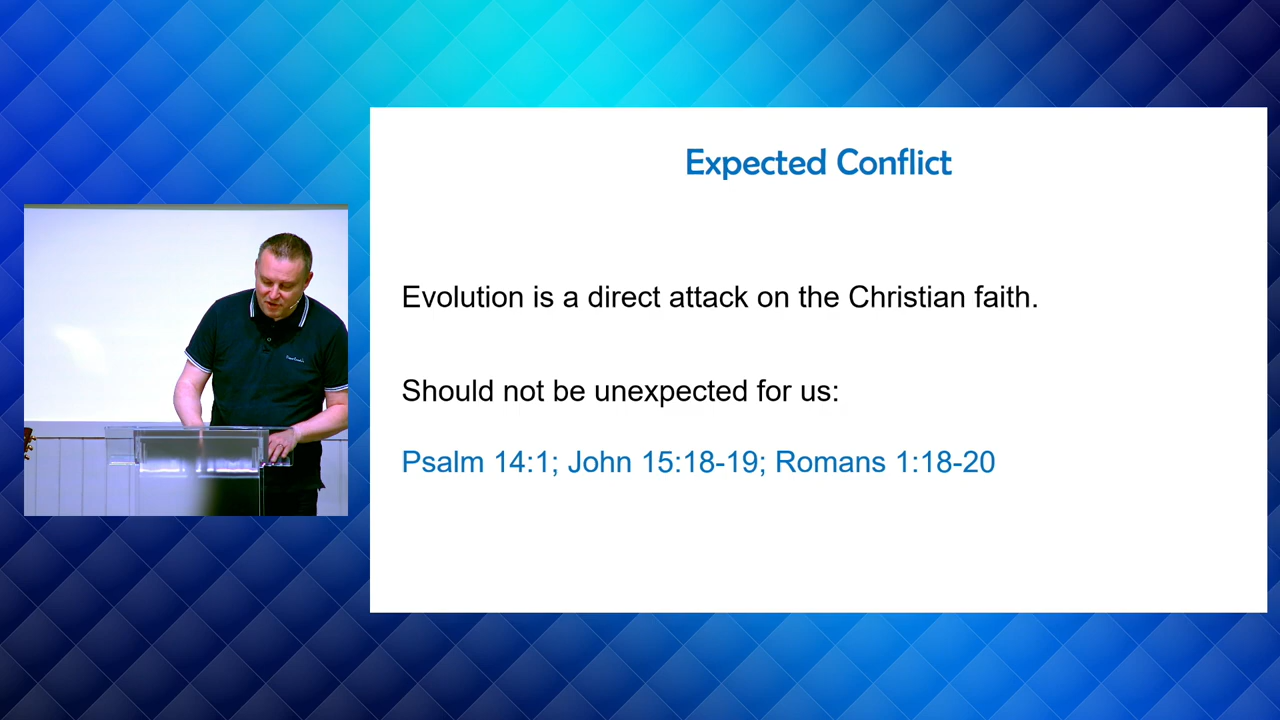 Expected Conflict
Evolution is a direct attack on the Christian faith.
Should not be unexpected for us:
Psalm 14:1; John 15:18-19; Romans 1:18-20